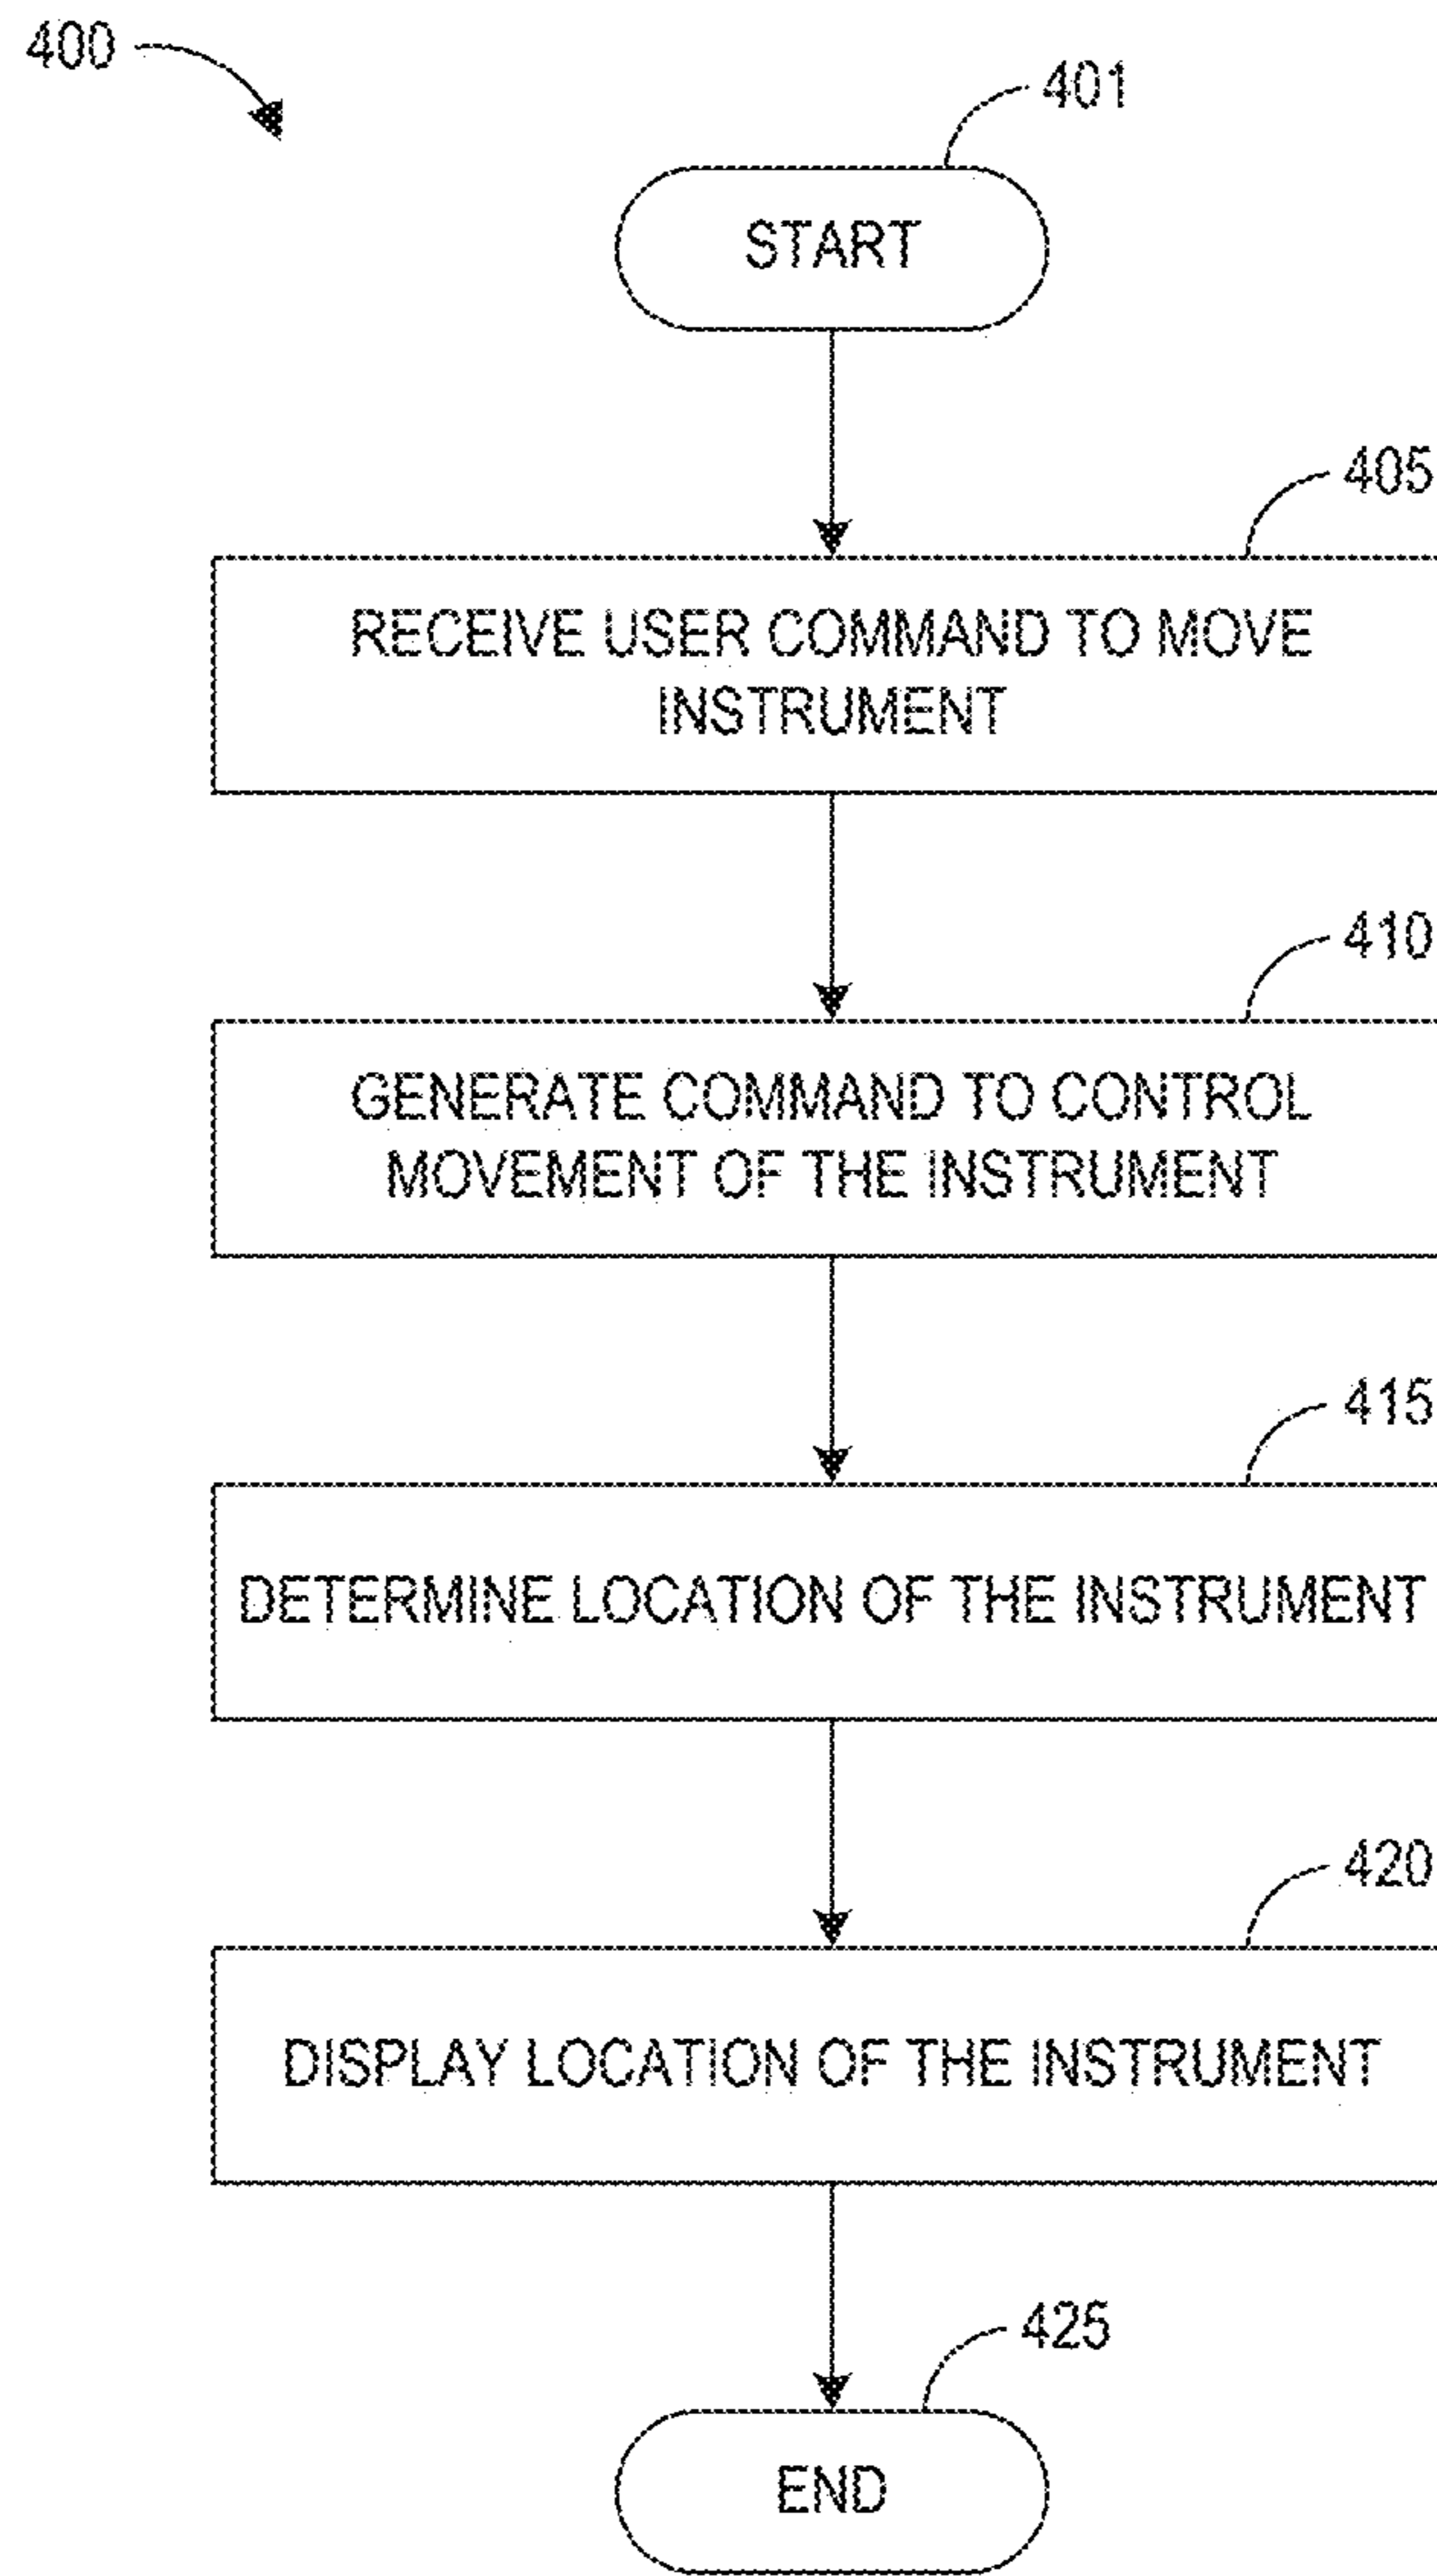 400
401
START
405
RECEIVE USER COMMAND TO MOVE
INSTRUMENT
410
GENERATE COMMAND TO CONTROL
MOVEMENT OF THE INSTRUMENT
415
DETERMINE LOCATION OF THE INSTRUMENT
420
DISPLAY LOCATION OF THE INSTRUMENT
425
END